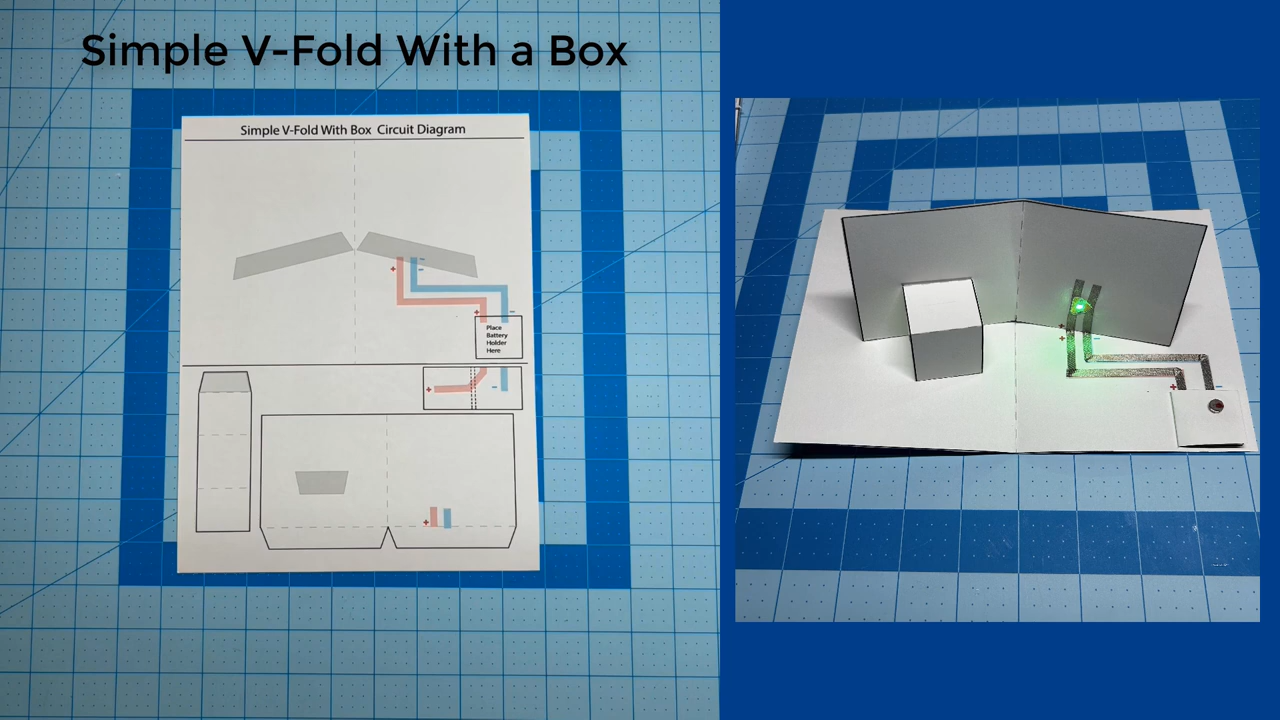 Simple V-Fold With a Box
Simple V-Fold With Box Circuit Diagram
+
-
-
+
-
Place
Battery
Holder
Here
+
-
+
+
-
+
-
+
-